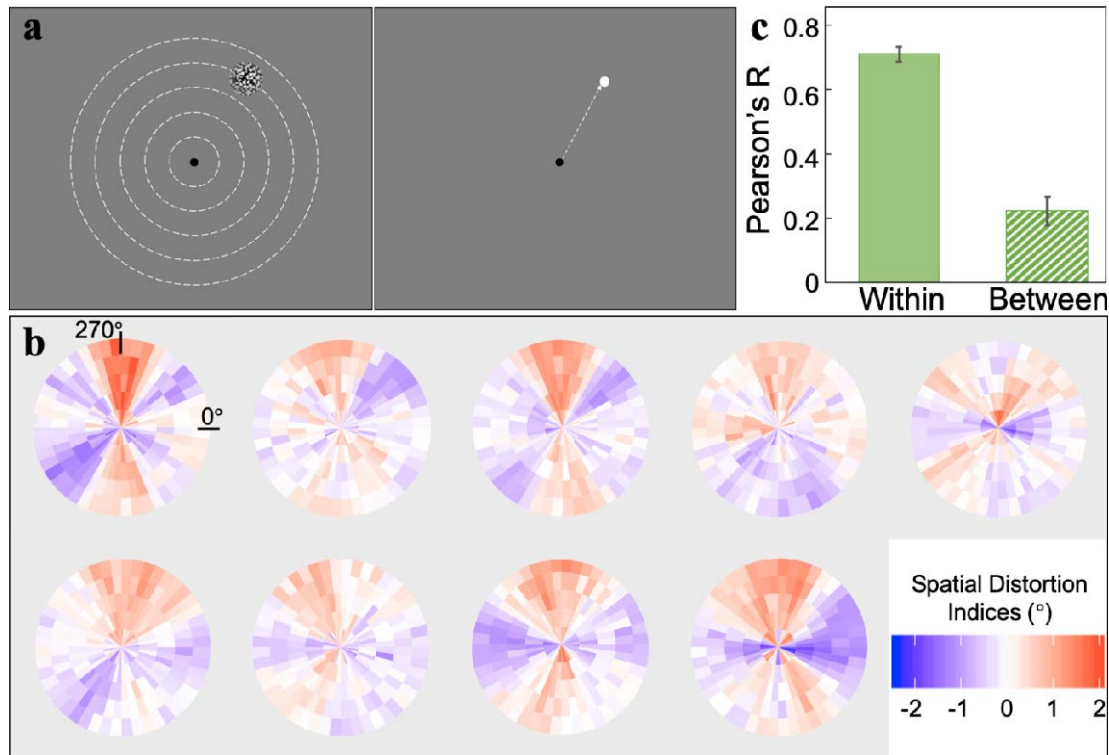 a
c
Pearson's R
0.8
0.6
0.4
0.2
0
Within Between
b
270°
0°
Spatial Distortion
Indices (°)
-2 -1 0 1 2